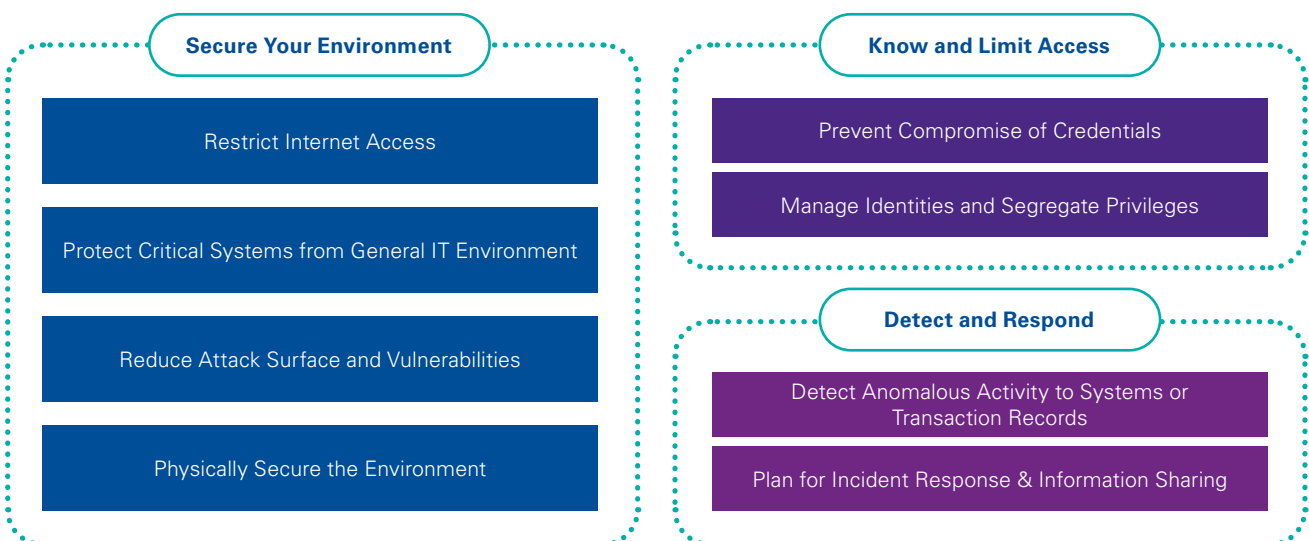 Secure Your Environment
Restrict Internet Access
Protect Critical Systems from General IT Environment
Reduce Attack Surface and Vulnerabilities
Physically Secure the Environment
Know and Limit Access
Prevent Compromise of Credentials
Manage Identities and Segregate Privileges
Detect and Respond
Detect Anomalous Activity to Systems or
Transaction Records
Plan for Incident Response & Information Sharing